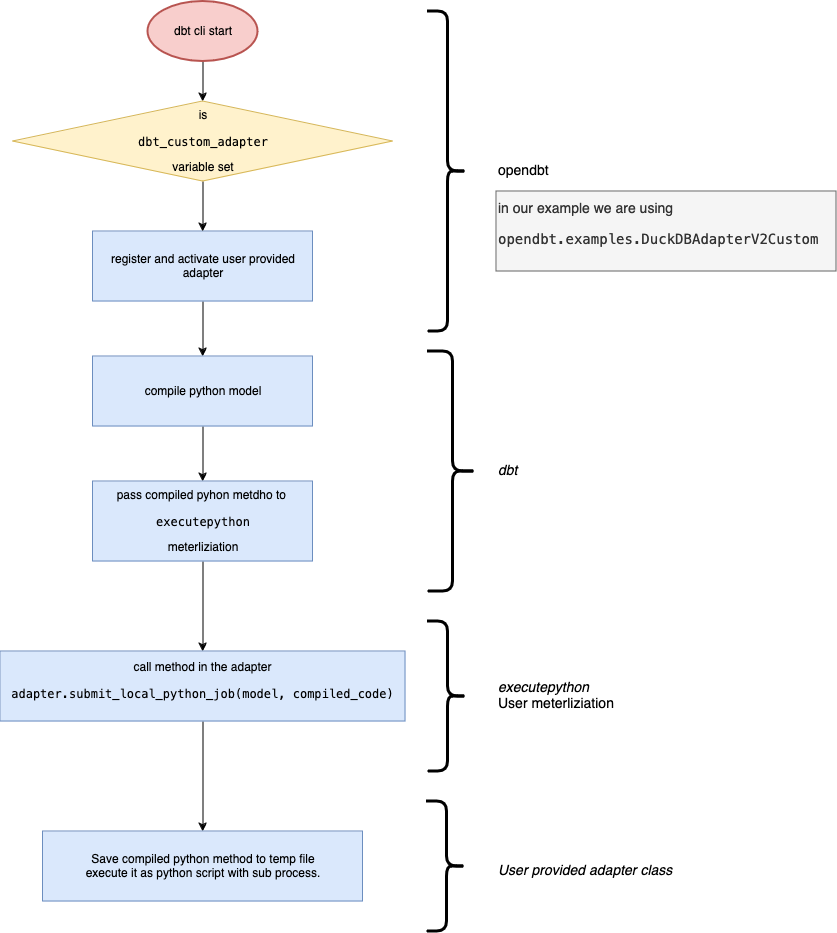 dbt cli start
is
dbt_custom_adapter
variable set
opendbt
in our example we are using
opendbt.examples.DuckDBAdapterV2Custom
register and activate user provided
adapter
compile python model
dbt
pass compiled pyhon metdho to
executepython
meterliziation
call method in the adapter
adapter.submit_local_python_job(model, compiled_code)
executepython
User meterliziation
Save compiled python method to temp file
execute it as python script with sub process.
User provided adapter class